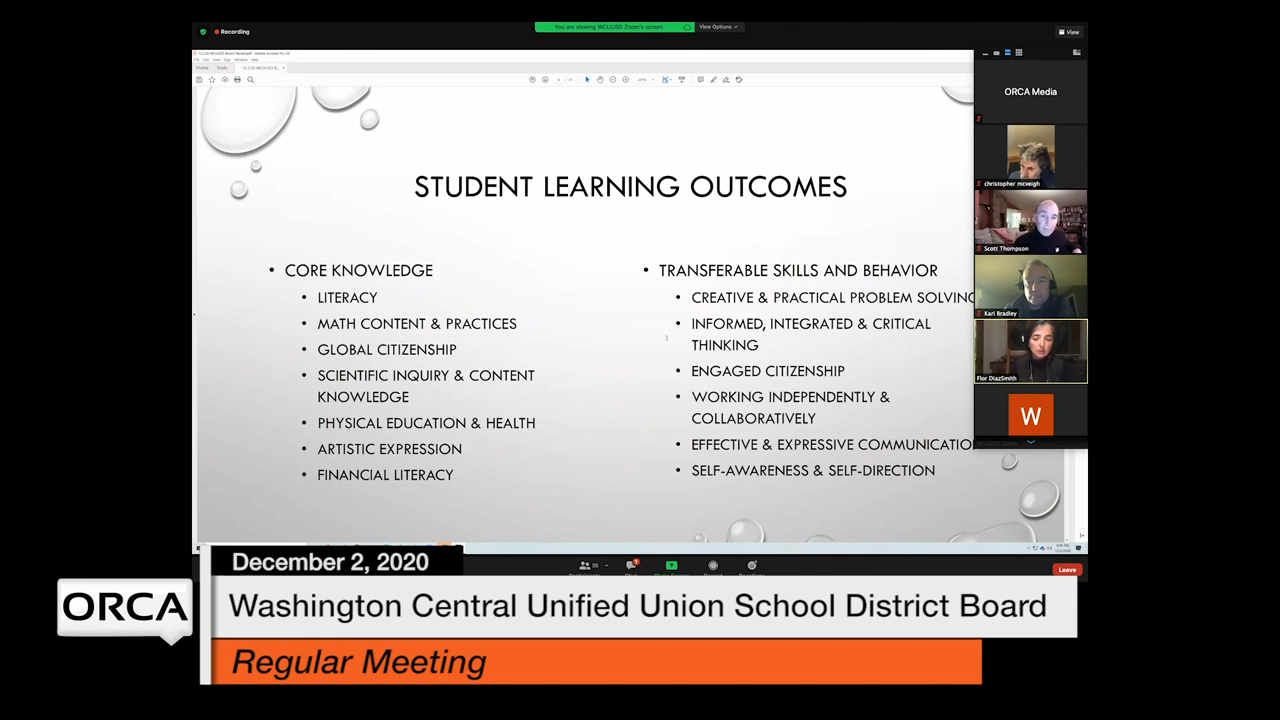 Recording
You are viewing WCUUSD Zoom's screen
View Options
View
Home Tools
STUDENT LEARNING OUTCOMES
• CORE KNOWLEDGE
• LITERACY
• MATH CONTENT & PRACTICES
• GLOBAL CITIZENSHIP
• SCIENTIFIC INQUIRY & CONTENT
KNOWLEDGE
• PHYSICAL EDUCATION & HEALTH
• ARTISTIC EXPRESSION
• FINANCIAL LITERACY
• TRANSFERABLE SKILLS AND BEHAVIOR
• CREATIVE & PRACTICAL PROBLEM SOLVING
• INFORMED, INTEGRATED & CRITICAL
THINKING
• ENGAGED CITIZENSHIP
• WORKING INDEPENDENTLY &
COLLABORATIVELY
• EFFECTIVE & EXPRESSIVE COMMUNICATIO
• SELF-AWARENESS & SELF-DIRECTION
ORCA Media
christopher mcveigh
Scott Thompson
Kari Bradley
Flor DiazSmith
W
Leave
December 2, 2020
ORCA
Washington Central Unified Union School District Board
Regular Meeting